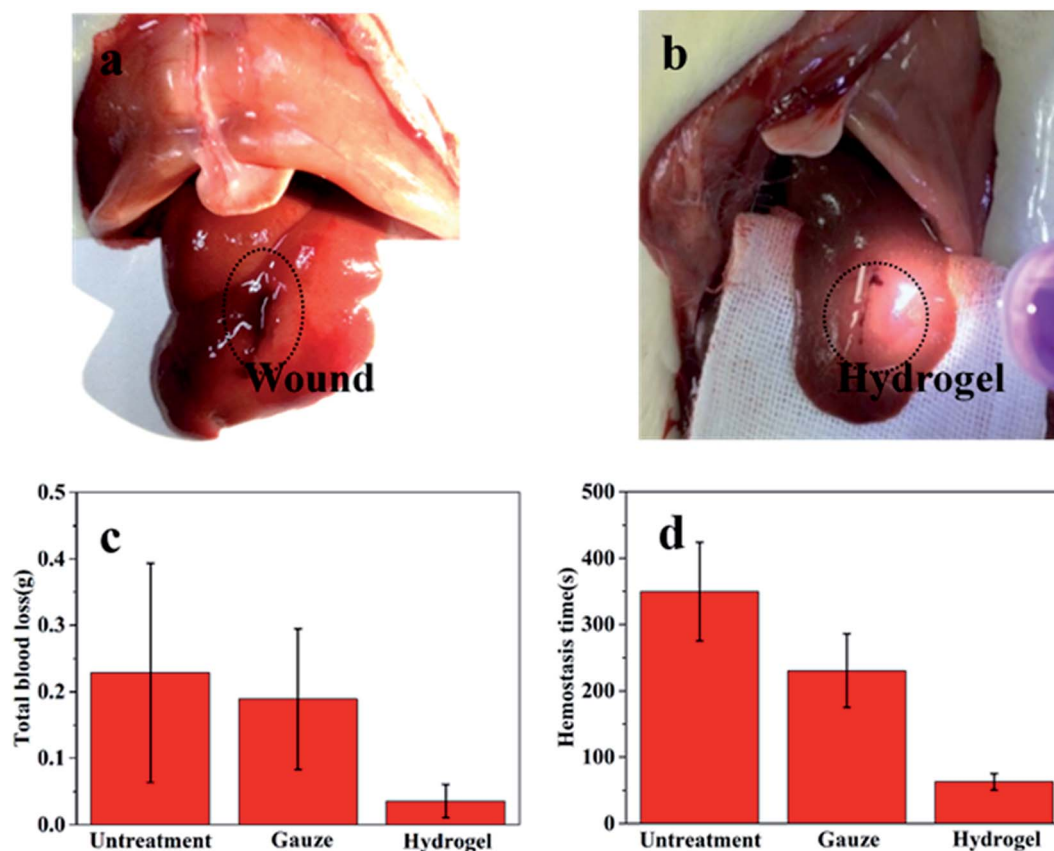 a
Wound
b
Hydrogel
c
Total blood loss(g)
0.5
0.4
0.3
0.2
0.1
0.0
Untreatment
Gauze
Hydrogel
d
Hemostasis time(s)
500
400
300
200
100
0
Untreatment
Gauze
Hydrogel